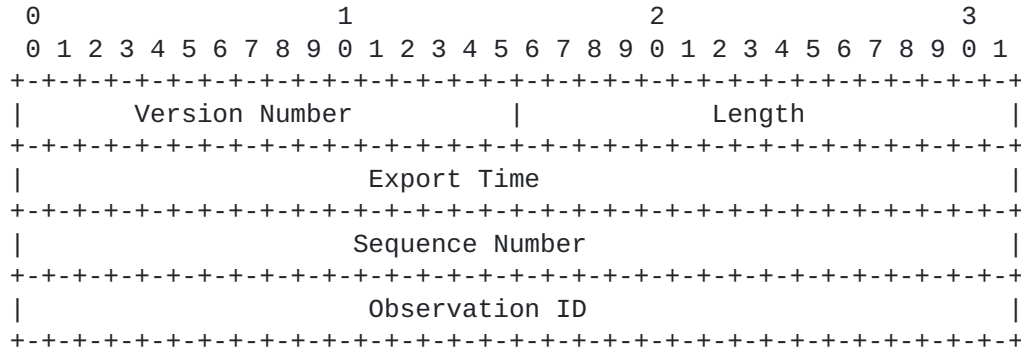 0                   1                   2                   3
 0 1 2 3 4 5 6 7 8 9 0 1 2 3 4 5 6 7 8 9 0 1 2 3 4 5 6 7 8 9 0 1
+-+-+-+-+-+-+-+-+-+-+-+-+-+-+-+-+-+-+-+-+-+-+-+-+-+-+-+-+-+-+-+-+
|       Version Number          |            Length             |
+-+-+-+-+-+-+-+-+-+-+-+-+-+-+-+-+-+-+-+-+-+-+-+-+-+-+-+-+-+-+-+-+
|                      Export Time                              |
+-+-+-+-+-+-+-+-+-+-+-+-+-+-+-+-+-+-+-+-+-+-+-+-+-+-+-+-+-+-+-+-+
|                     Sequence Number                           |
+-+-+-+-+-+-+-+-+-+-+-+-+-+-+-+-+-+-+-+-+-+-+-+-+-+-+-+-+-+-+-+-+
|                      Observation ID                           |
+-+-+-+-+-+-+-+-+-+-+-+-+-+-+-+-+-+-+-+-+-+-+-+-+-+-+-+-+-+-+-+-+